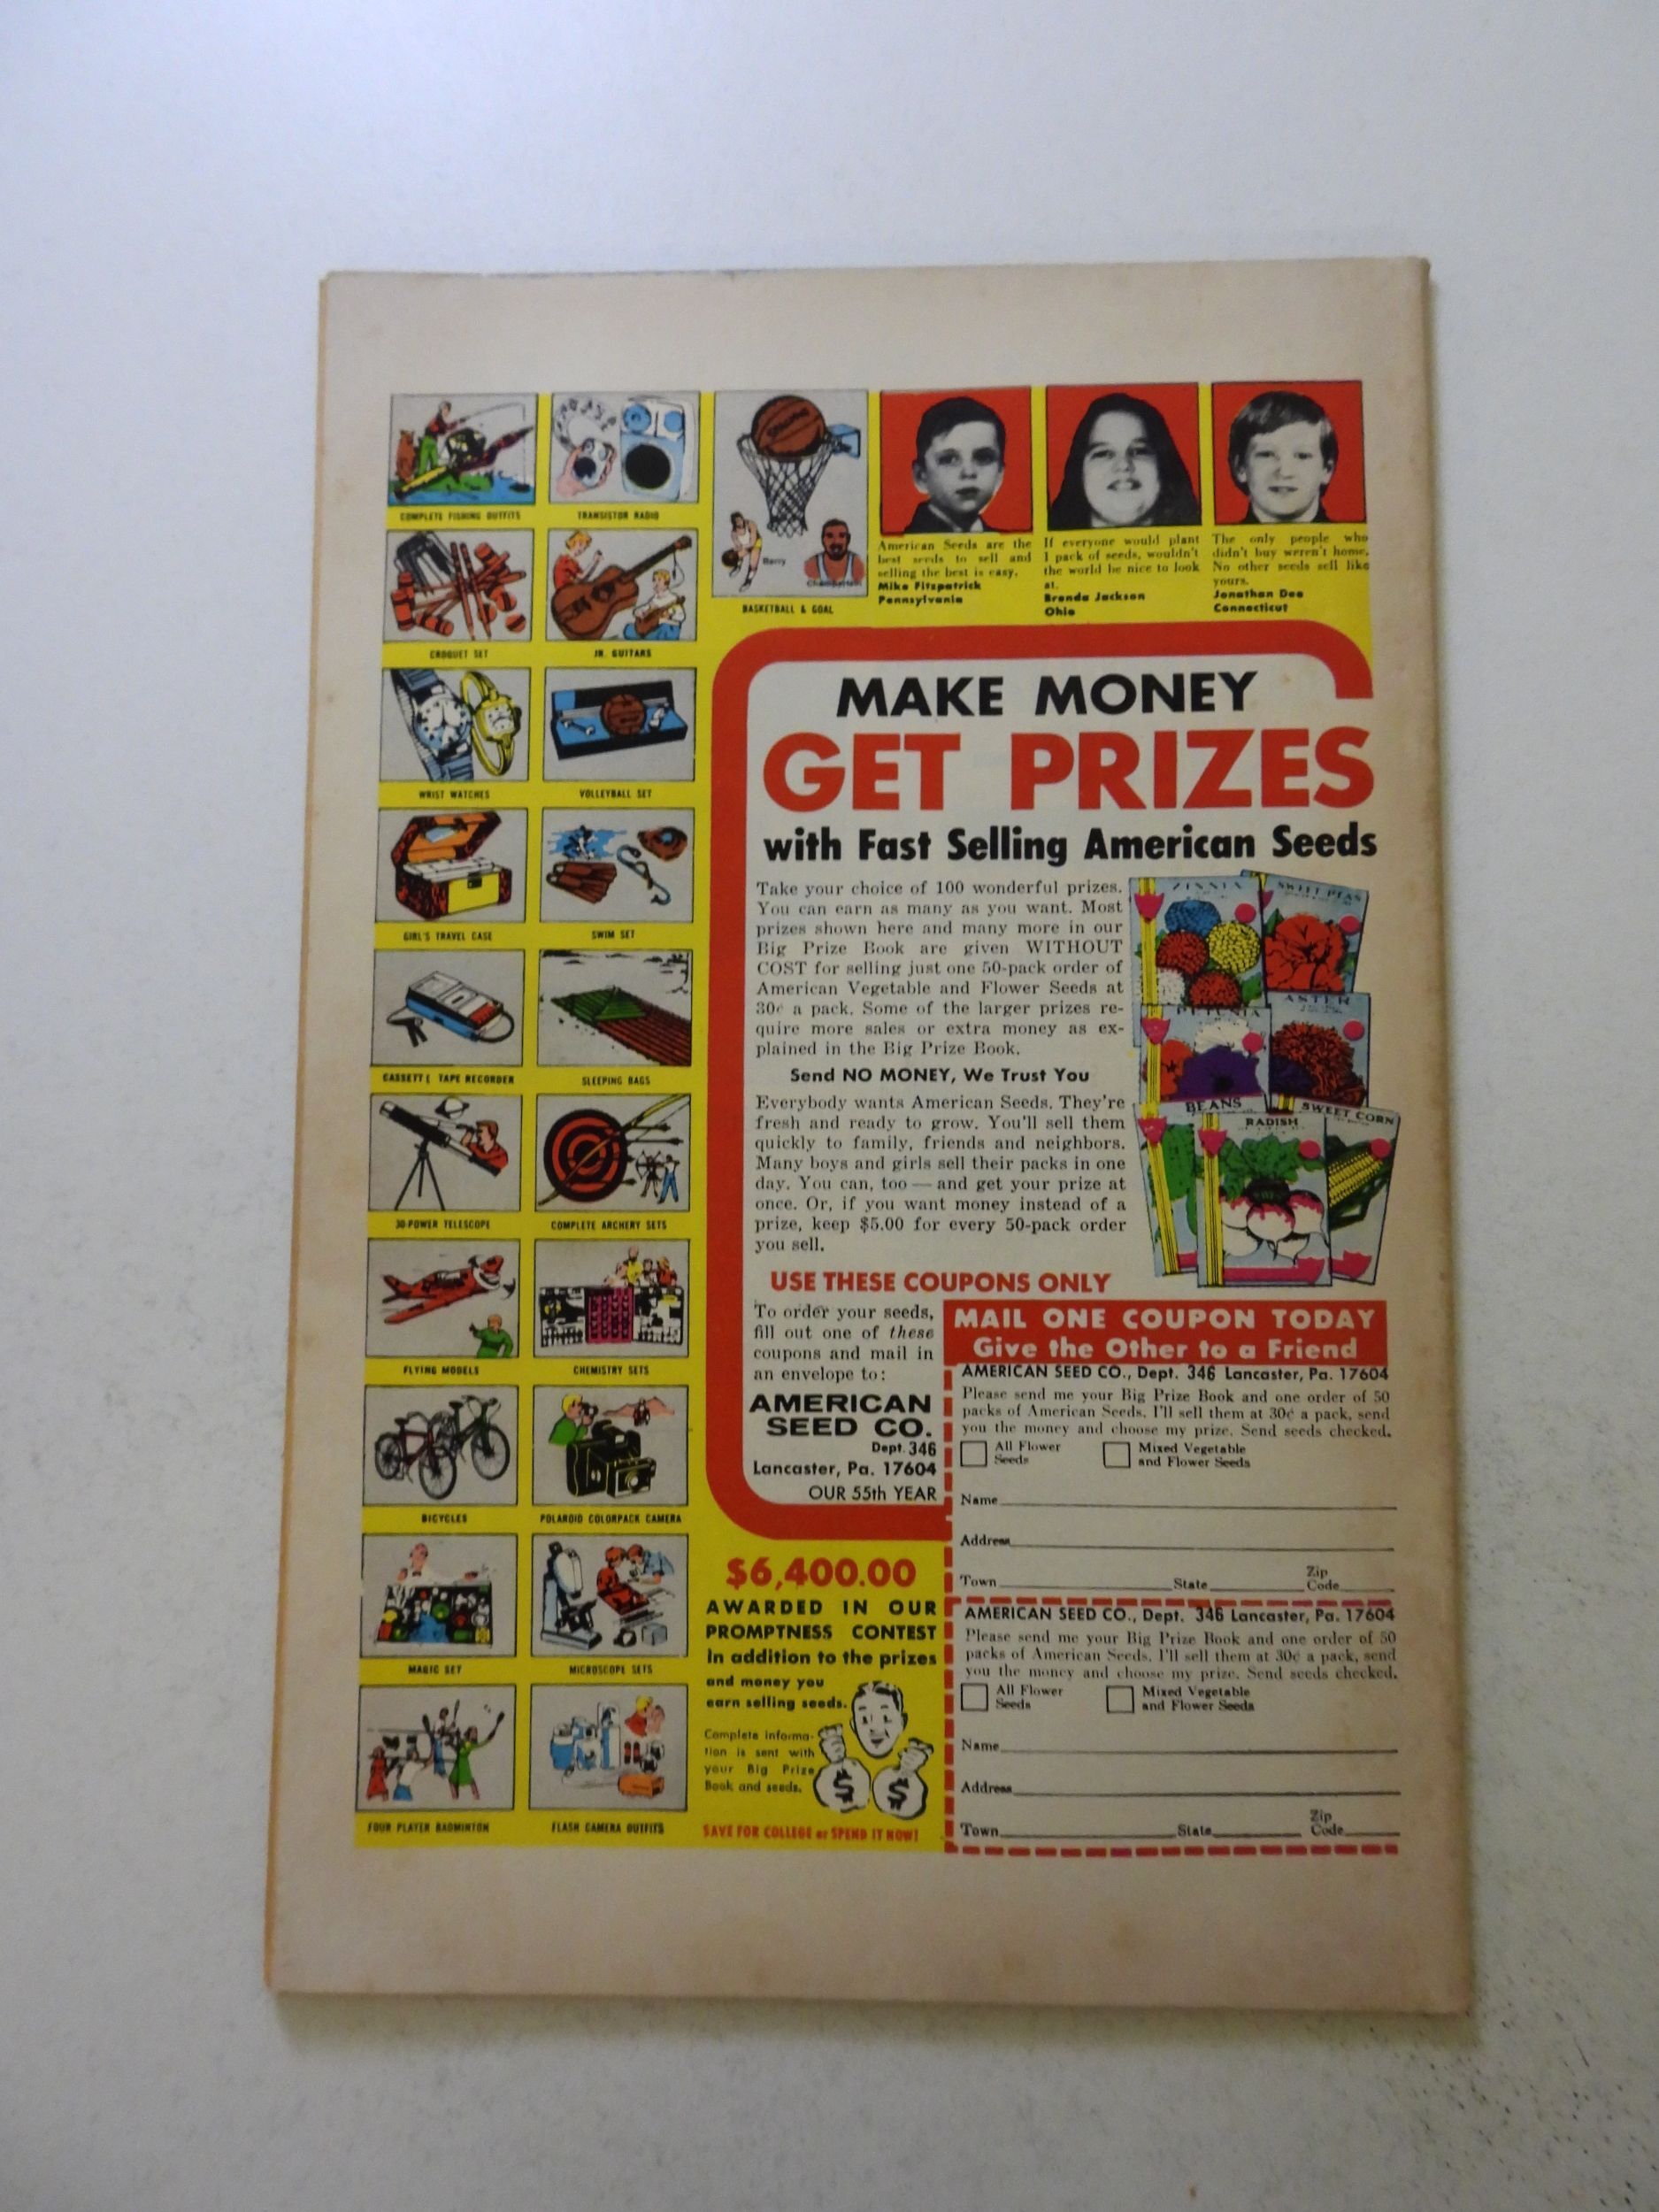 COMPLETE FISHING OUTFITS
TRANSISTOR RADIO
CROQUET SET
JR. GUITARS
WRIST WATCHES
VOLLEYBALL SET
GIRL'S TRAVEL CASE
SWIM SET
CASSETTE TAPE RECORDER
SLEEPING BAGS
30-POWER TELESCOPE
COMPLETE ARCHERY SETS
FLYING MODELS
CHEMISTRY SETS
BICYCLES
POLAROID COLORPACK CAMERA
MAGIC SET
MICROSCOPE SETS
FOUR PLAYER BADMINTON
FLASH CAMERA OUTFITS
Barry
BASKETBALL & GOAL
American Seeds are the
best seeds to sell and
selling the best is easy.
Mike Fitzpatrick
Pennsylvania
If everyone would plant
1 pack of seeds, wouldn't
the world be nice to look
at.
Brenda Jackson
Ohio
The only people who
didn't buy weren't home.
No other seeds sell like
yours.
Jonathan Dee
Connecticut
MAKE MONEY
GET PRIZES
with Fast Selling American Seeds
Take your choice of 100 wonderful prizes.
You can earn as many as you want. Most
prizes shown here and many more in our
Big Prize Book are given WITHOUT
COST for selling just one 50-pack order of
American Vegetable and Flower Seeds at
30¢ a pack. Some of the larger prizes re-
quire more sales or extra money as ex-
plained in the Big Prize Book.
Send NO MONEY, We Trust You
Everybody wants American Seeds. They're
fresh and ready to grow. You'll sell them
quickly to family, friends and neighbors.
Many boys and girls sell their packs in one
day. You can, too — and get your prize at
once. Or, if you want money instead of a
prize, keep $5.00 for every 50-pack order
you sell.
ZINNIA
SWEET PEAS
PETUNIA
ASTER
BEANS
RADISH
SWEET CORN
USE THESE COUPONS ONLY
To order your seeds,
fill out one of these
coupons and mail in
an envelope to:
AMERICAN
SEED CO.
Dept. 346
Lancaster, Pa. 17604
OUR 55th YEAR
MAIL ONE COUPON TODAY
Give the Other to a Friend
AMERICAN SEED CO., Dept. 346 Lancaster, Pa. 17604
Please send me your Big Prize Book and one order of 50
packs of American Seeds. I'll sell them at 30¢ a pack, send
you the money and choose my prize. Send seeds checked.
All Flower Seeds
Mixed Vegetable and Flower Seeds
Name
Address
Town State Zip Code
AMERICAN SEED CO., Dept. 346 Lancaster, Pa. 17604
Please send me your Big Prize Book and one order of 50
packs of American Seeds. I'll sell them at 30¢ a pack, send
you the money and choose my prize. Send seeds checked.
All Flower Seeds
Mixed Vegetable and Flower Seeds
Name
Address
Town State Zip Code
$6,400.00
AWARDED IN OUR
PROMPTNESS CONTEST
in addition to the prizes
and money you
earn selling seeds.
Complete informa-
tion is sent with
your Big Prize
Book and seeds.
$ $
SAVE FOR COLLEGE or SPEND IT NOW!